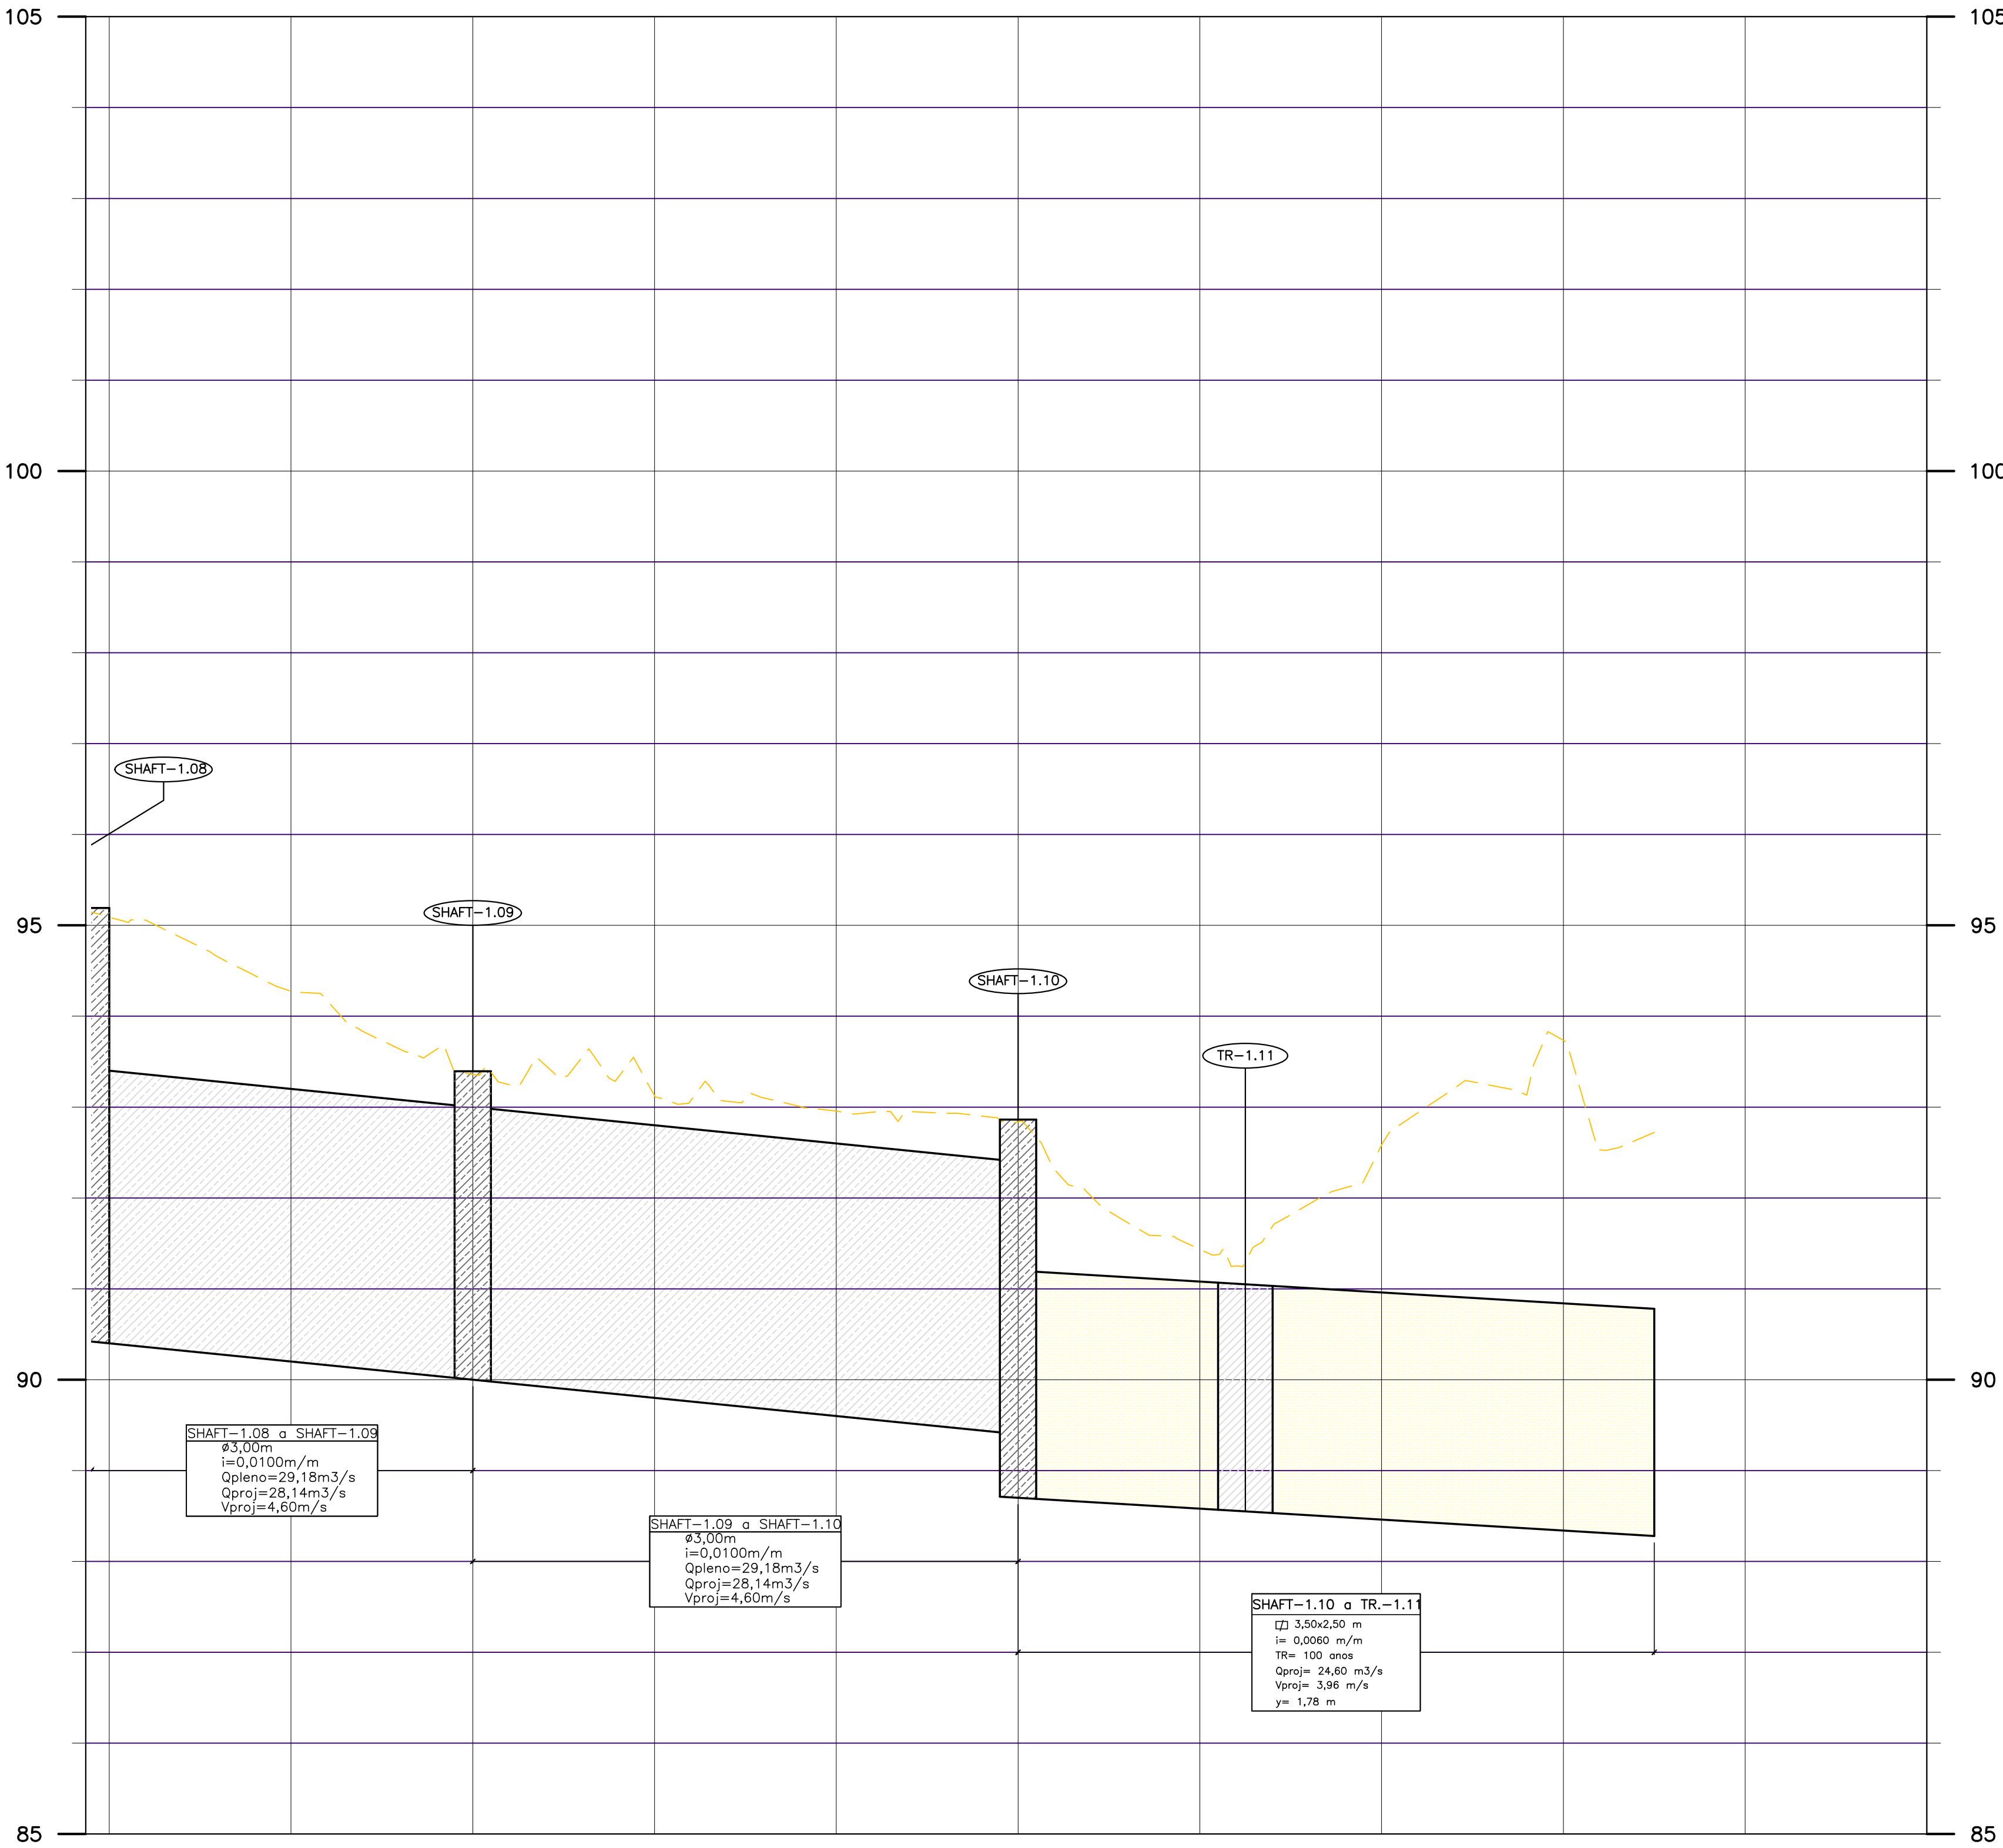 105
105
100
100
SHAFT-1.08
95
SHAFT-1.09
95
SHAFT-1.10
TR-1.11
90
90
SHAFT-1.08 a SHAFT-1.09
ø3,00m
i=0,0100m/m
Qpleno=29,18m3/s
Qproj=28,14m3/s
Vproj=4,60m/s
SHAFT-1.09 a SHAFT-1.10
ø3,00m
i=0,0100m/m
Qpleno=29,18m3/s
Qproj=28,14m3/s
Vproj=4,60m/s
SHAFT-1.10 a TR.-1.11
3,50x2,50 m
i= 0,0060 m/m
TR= 100 anos
Qproj= 24,60 m3/s
Vproj= 3,96 m/s
y= 1,78 m
85
85